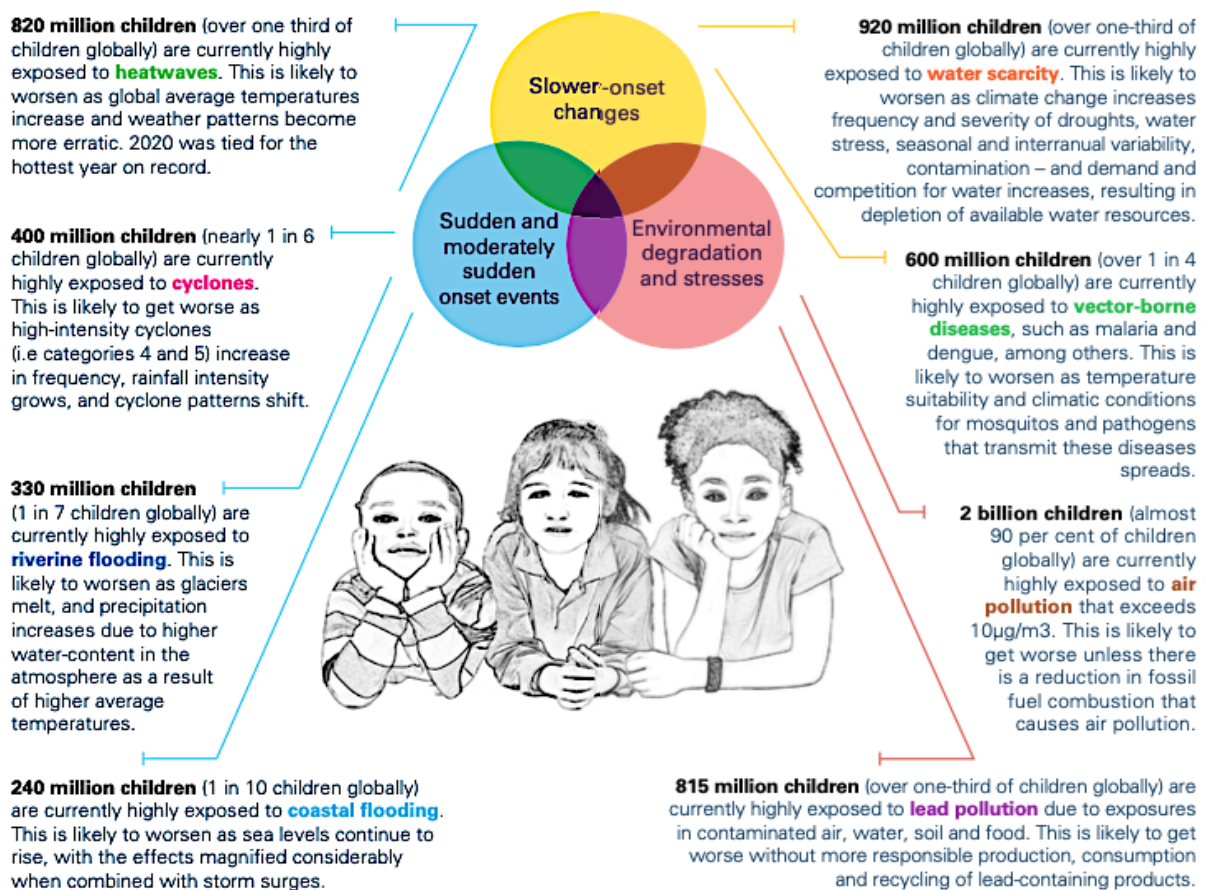 820 million children (over one third of
children globally) are currently highly
exposed to heatwaves. This is likely to
worsen as global average temperatures
increase and weather patterns become
more erratic. 2020 was tied for the
hottest year on record.
400 million children (nearly 1 in 6
children globally) are currently
highly exposed to cyclones.
This is likely to get worse as
high-intensity cyclones
(i.e categories 4 and 5) increase
in frequency, rainfall intensity
grows, and cyclone patterns shift.
330 million children
(1 in 7 children globally) are
currently highly exposed to
riverine flooding. This is
likely to worsen as glaciers
melt, and precipitation
increases due to higher
water-content in the
atmosphere as a result
of higher average
temperatures.
240 million children (1 in 10 children globally)
are currently highly exposed to coastal flooding.
This is likely to worsen as sea levels continue to
rise, with the effects magnified considerably
when combined with storm surges.
Slower-onset
changes
Sudden and
moderately
sudden
onset events
Environmental
degradation
and stresses
920 million children (over one-third of
children globally) are currently highly
exposed to water scarcity. This is likely to
worsen as climate change increases
frequency and severity of droughts, water
stress, seasonal and interranual variability,
contamination – and demand and
competition for water increases, resulting in
depletion of available water resources.
600 million children (over 1 in 4
children globally) are currently
highly exposed to vector-borne
diseases, such as malaria and
dengue, among others. This is
likely to worsen as temperature
suitability and climatic conditions
for mosquitos and pathogens
that transmit these diseases
spreads.
2 billion children (almost
90 per cent of children
globally) are currently
highly exposed to air
pollution that exceeds
10µg/m3. This is likely to
get worse unless there
is a reduction in fossil
fuel combustion that
causes air pollution.
815 million children (over one-third of children globally) are
currently highly exposed to lead pollution due to exposures
in contaminated air, water, soil and food. This is likely to get
worse without more responsible production, consumption
and recycling of lead-containing products.